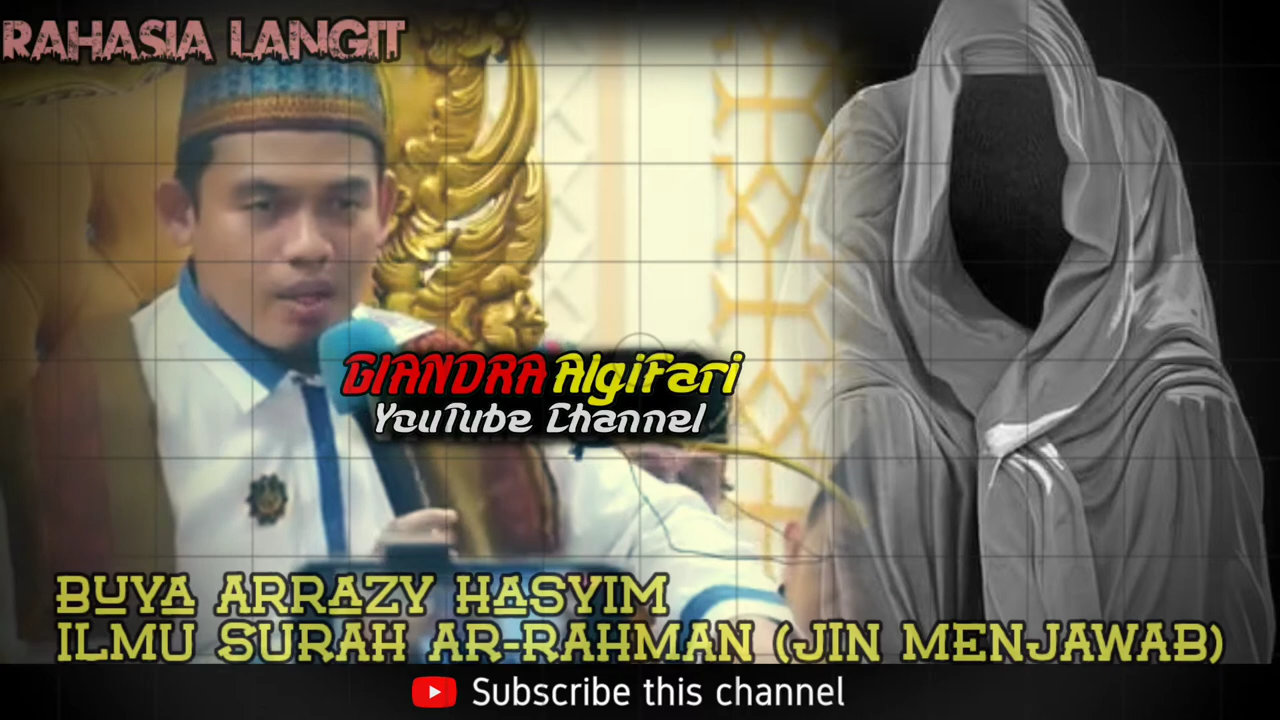 RAHASIA LANGIT
GIANDRA AlgiFari
YouTube Channel
BUYA ARRAZY HASYIM
ILMU SURAH AR-RAHMAN (JIN MENJAWAB)
Subscribe this channel